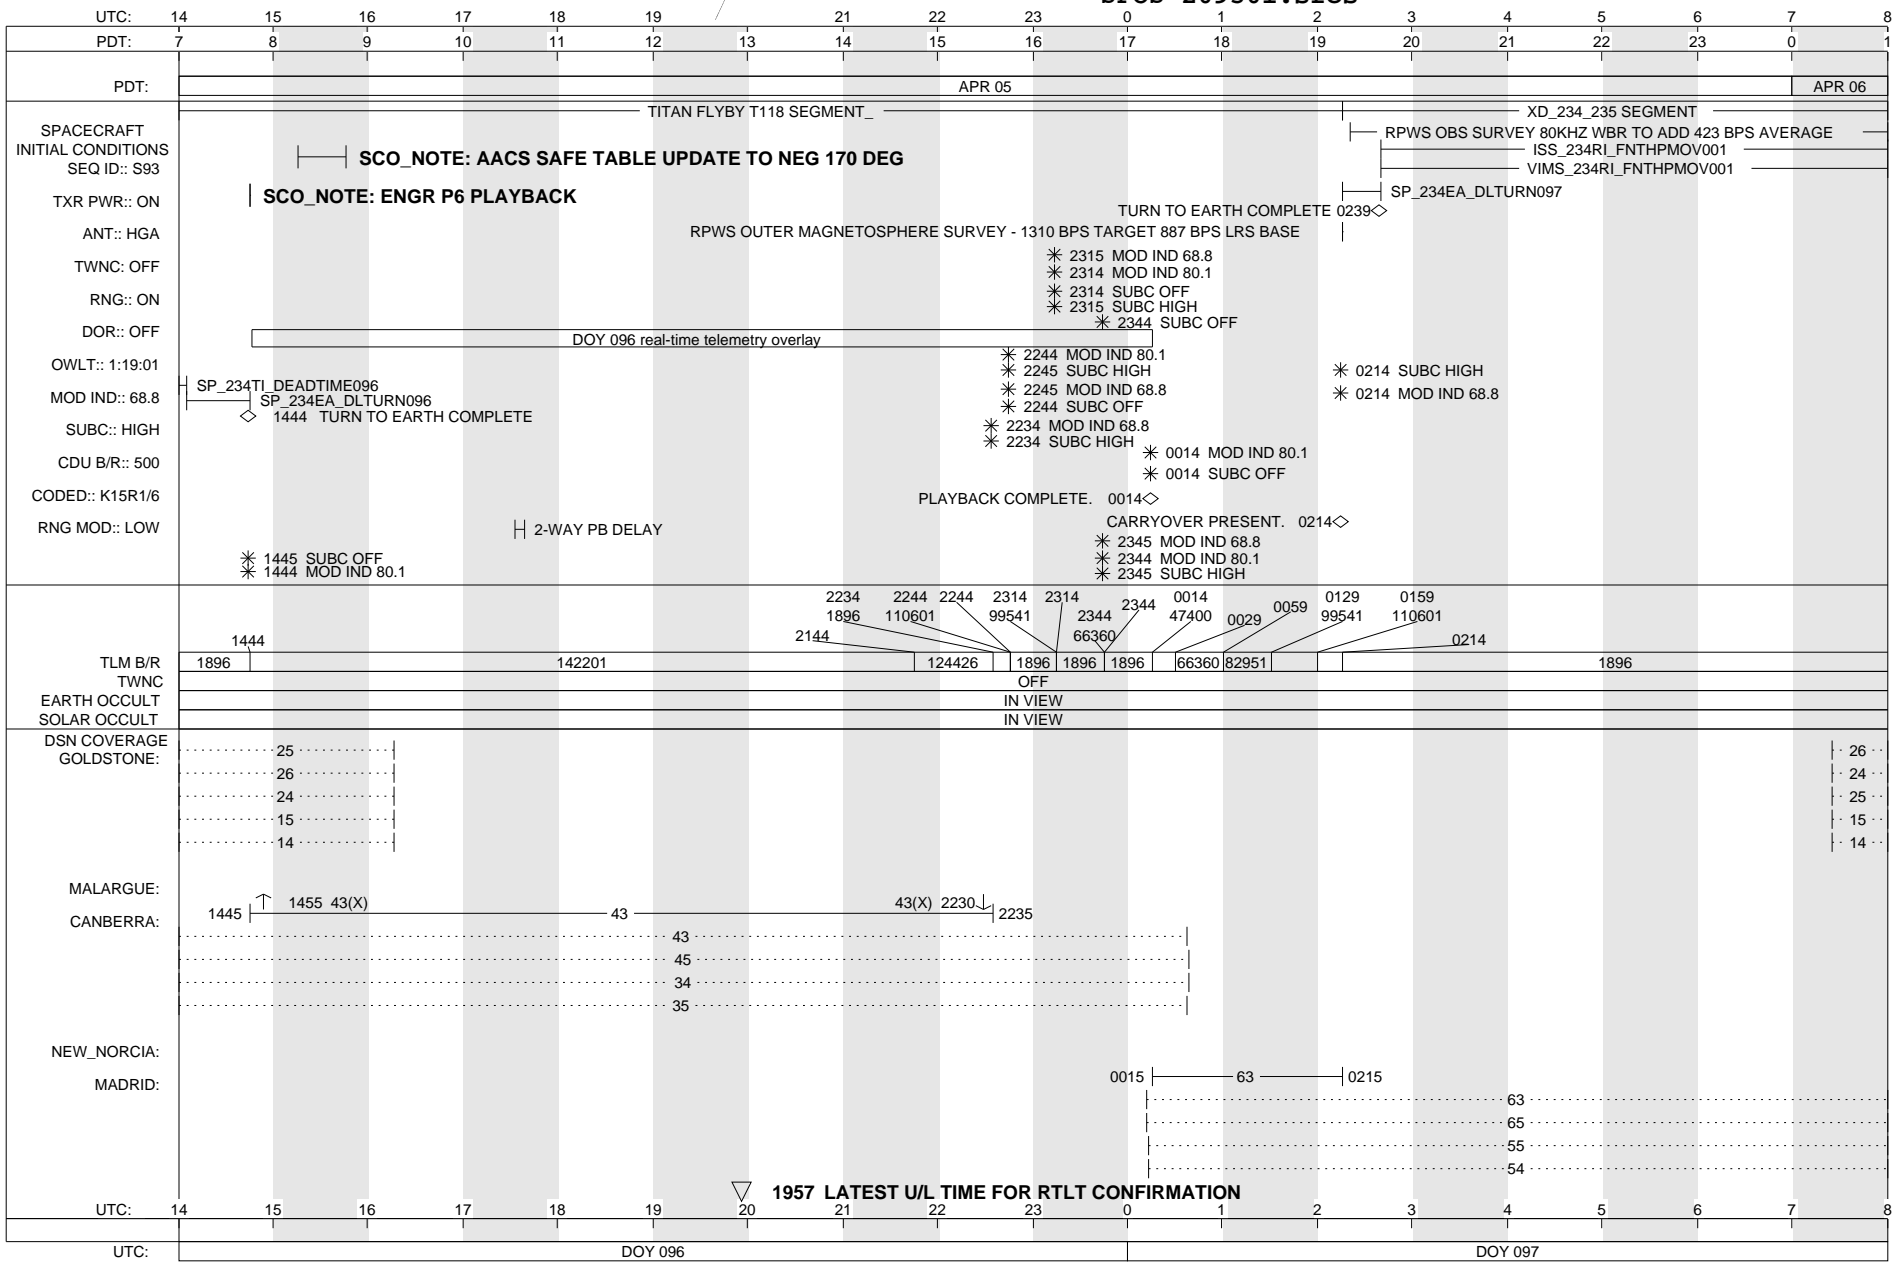 UTC: 14 15 16 17 18 19 21 22 23 0 1 2 3 4 5 6 7 8
PDT: 7 8 9 10 11 12 13 14 15 16 17 18 19 20 21 22 23 0 1
PDT: APR 05 APR 06
TITAN FLYBY T118 SEGMENT_ XD_234_235 SEGMENT
SPACECRAFT
INITIAL CONDITIONS
SEQ ID:: S93
TXR PWR:: ON
ANT:: HGA
TWNC: OFF
RNG:: ON
DOR:: OFF
OWLT:: 1:19:01
MOD IND:: 68.8
SUBC:: HIGH
CDU B/R:: 500
CODED:: K15R1/6
RNG MOD:: LOW
RPWS OBS SURVEY 80KHZ WBR TO ADD 423 BPS AVERAGE
ISS_234RI_FNTHPMOV001
SCO_NOTE: AACS SAFE TABLE UPDATE TO NEG 170 DEG
VIMS_234RI_FNTHPMOV001
SP_234EA_DLTURN097
SCO_NOTE: ENGR P6 PLAYBACK
TURN TO EARTH COMPLETE 0239
RPWS OUTER MAGNETOSPHERE SURVEY - 1310 BPS TARGET 887 BPS LRS BASE
2315 MOD IND 68.8
2314 MOD IND 80.1
2314 SUBC OFF
2315 SUBC HIGH
2344 SUBC OFF
DOY 096 real-time telemetry overlay
2244 MOD IND 80.1
2245 SUBC HIGH
0214 SUBC HIGH
SP_234TI_DEADTIME096
2245 MOD IND 68.8
0214 MOD IND 68.8
SP_234EA_DLTURN096
2244 SUBC OFF
1444 TURN TO EARTH COMPLETE
2234 MOD IND 68.8
2234 SUBC HIGH
0014 MOD IND 80.1
0014 SUBC OFF
PLAYBACK COMPLETE. 0014
CARRYOVER PRESENT. 0214
2-WAY PB DELAY
2345 MOD IND 68.8
1445 SUBC OFF
2344 MOD IND 80.1
1444 MOD IND 80.1
2345 SUBC HIGH
2234 2244 2244 2314 2314 2344 0014 0059 0129 0159
1896 110601 99541 2344 47400 0029 99541 110601
1444 2144 66360 0214
TLM B/R 1896 142201 124426 1896 1896 1896 66360 82951 1896
TWNC OFF
EARTH OCCULT IN VIEW
SOLAR OCCULT IN VIEW
DSN COVERAGE
GOLDSTONE:
25 26
26 24
24 25
15 15
14 14
MALARGUE:
1455 43(X) 43(X) 2230
CANBERRA: 1445 43 2235
43
45
34
35
NEW_NORCIA:
MADRID: 0015 63 0215
63
65
55
54
1957 LATEST U/L TIME FOR RTLT CONFIRMATION
UTC: 14 15 16 17 18 19 20 21 22 23 0 1 2 3 4 5 6 7 8
UTC: DOY 096 DOY 097